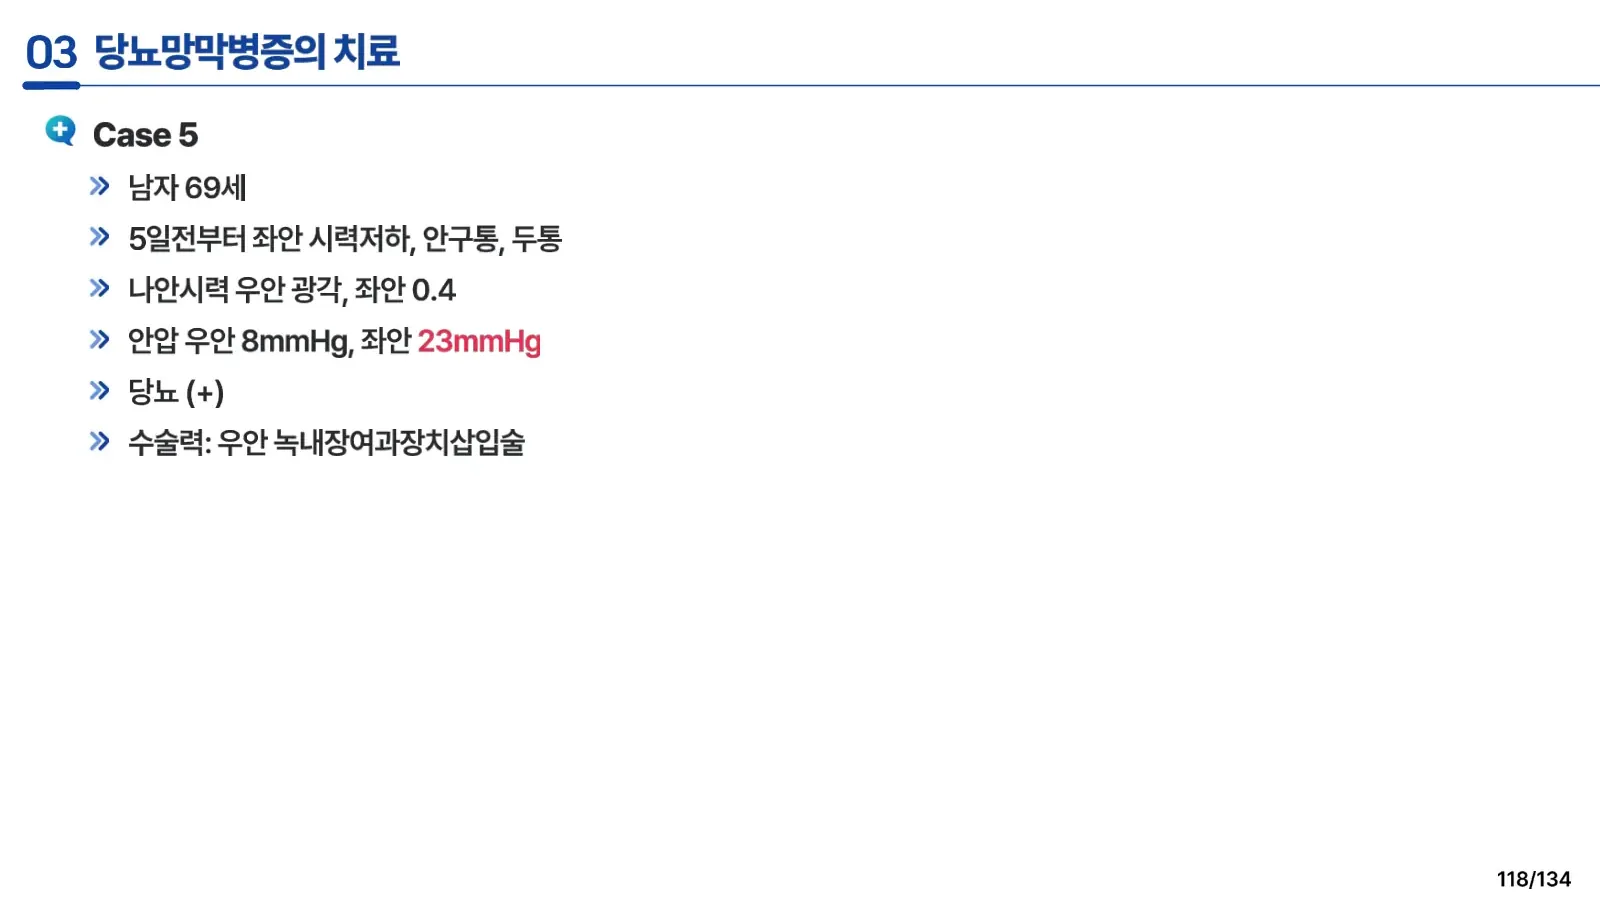 03 당뇨망막병증의 치료
Case 5
남자 69세
5일전부터 좌안 시력저하, 안구통, 두통
나안시력 우안 광각, 좌안 0.4
안압 우안 8mmHg, 좌안 23mmHg
당뇨 (+)
수술력: 우안 녹내장여과장치삽입술
118/134